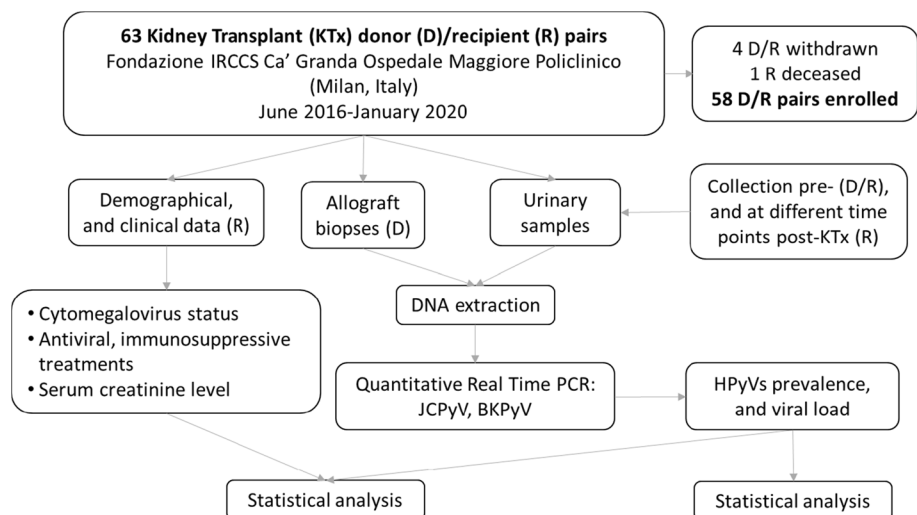 63 Kidney Transplant (KTx) donor (D)/recipient (R) pairs
Fondazione IRCCS Ca’ Granda Ospedale Maggiore Policlinico
(Milan, Italy)
June 2016-January 2020
4 D/R withdrawn
1 R deceased
58 D/R pairs enrolled
Demographical,
and clinical data (R)
Allograft
biopses (D)
Urinary
samples
Collection pre- (D/R),
and at different time
points post-KTx (R)
• Cytomegalovirus status
• Antiviral, immunosuppressive
treatments
• Serum creatinine level
DNA extraction
Quantitative Real Time PCR:
JCPyV, BKPyV
HPyVs prevalence,
and viral load
Statistical analysis
Statistical analysis